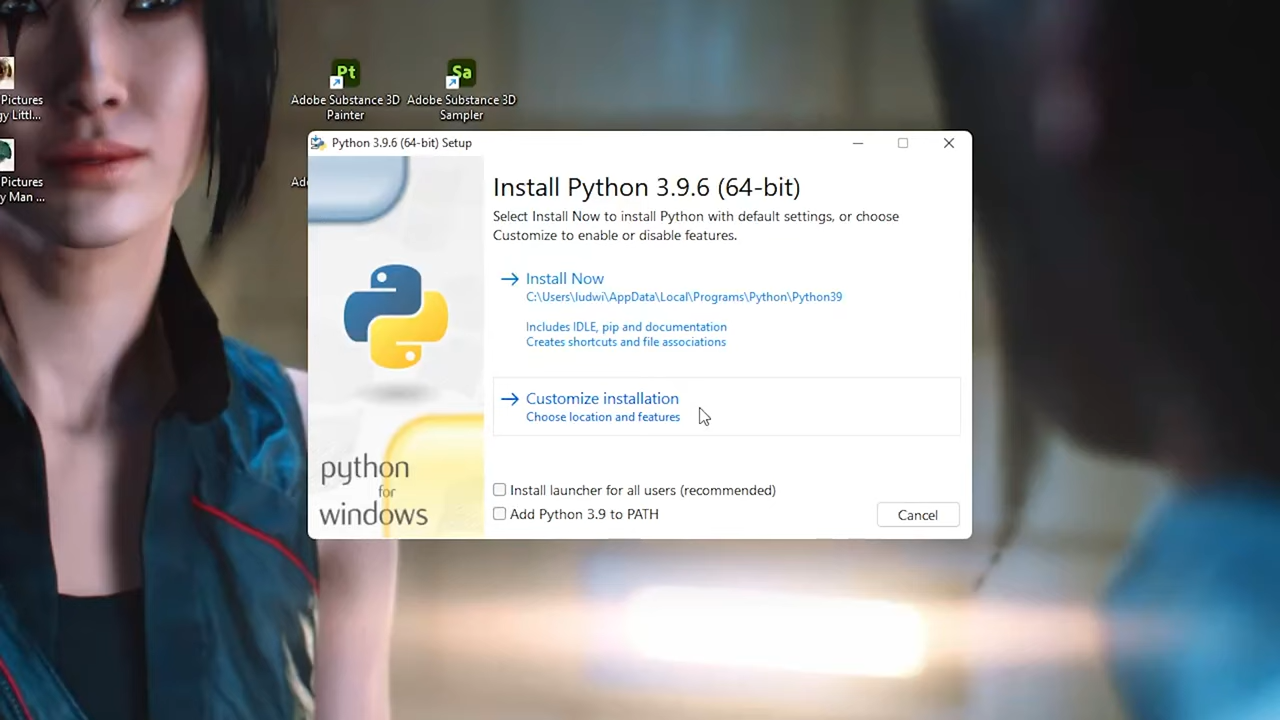 Pt
Sa
Pictures
gy Littl...
Adobe Substance 3D
Painter
Adobe Substance 3D
Sampler
Pictures
y Man ...
Ad
Python 3.9.6 (64-bit) Setup
Install Python 3.9.6 (64-bit)
Select Install Now to install Python with default settings, or choose
Customize to enable or disable features.
Install Now
C:\Users\ludwi\AppData\Local\Programs\Python\Python39
Includes IDLE, pip and documentation
Creates shortcuts and file associations
Customize installation
Choose location and features
python
for
windows
Install launcher for all users (recommended)
Add Python 3.9 to PATH
Cancel